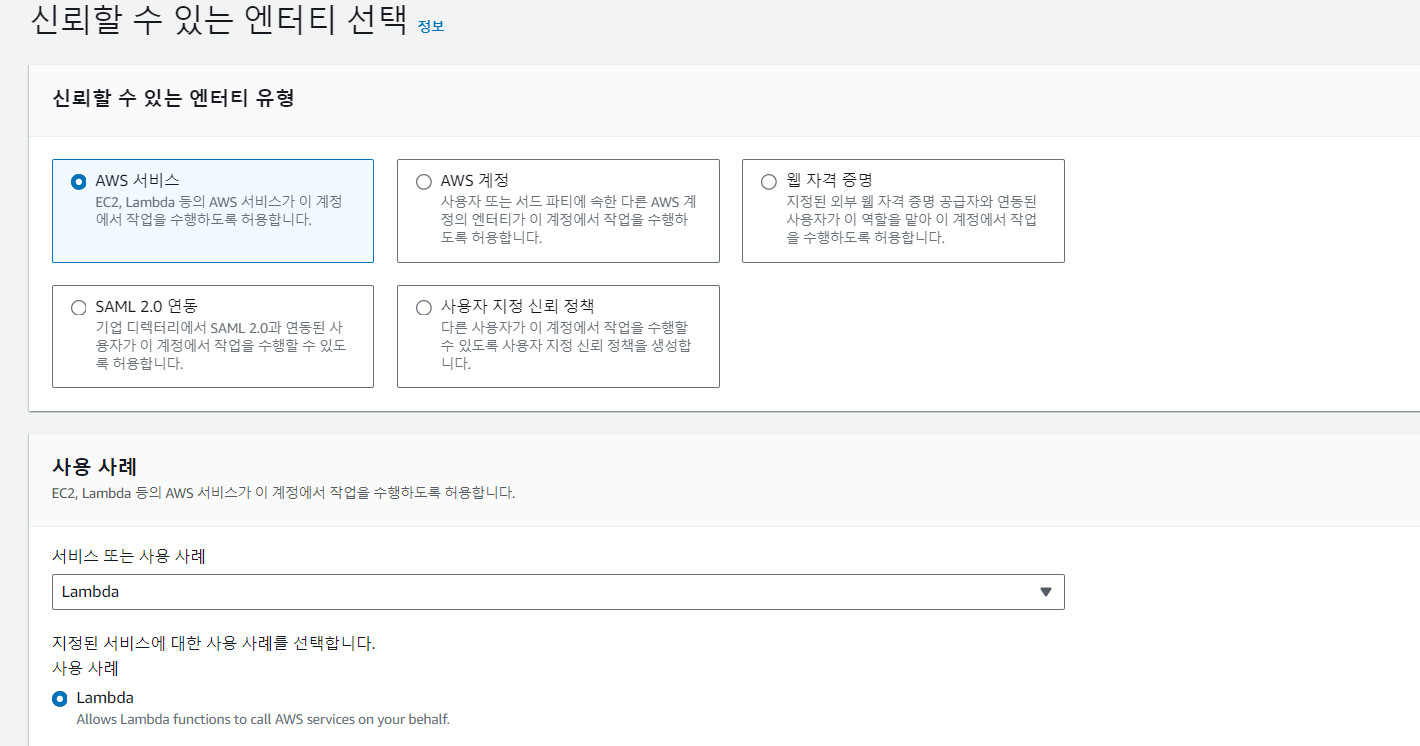 신뢰할 수 있는 엔터티 선택 정보
신뢰할 수 있는 엔터티 유형
AWS 서비스
EC2, Lambda 등의 AWS 서비스가 이 계정
에서 작업을 수행하도록 허용합니다.
AWS 계정
사용자 또는 서드 파티에 속한 다른 AWS 계
정의 엔터티가 이 계정에서 작업을 수행하
도록 허용합니다.
웹 자격 증명
지정된 외부 웹 자격 증명 공급자와 연동된
사용자가 이 역할을 맡아 이 계정에서 작업
을 수행하도록 허용합니다.
SAML 2.0 연동
기업 디렉터리에서 SAML 2.0과 연동된 사
용자가 이 계정에서 작업을 수행할 수 있도
록 허용합니다.
사용자 지정 신뢰 정책
다른 사용자가 이 계정에서 작업을 수행할
수 있도록 사용자 지정 신뢰 정책을 생성합
니다.
사용 사례
EC2, Lambda 등의 AWS 서비스가 이 계정에서 작업을 수행하도록 허용합니다.
서비스 또는 사용 사례
Lambda
지정된 서비스에 대한 사용 사례를 선택합니다.
사용 사례
Lambda
Allows Lambda functions to call AWS services on your behalf.